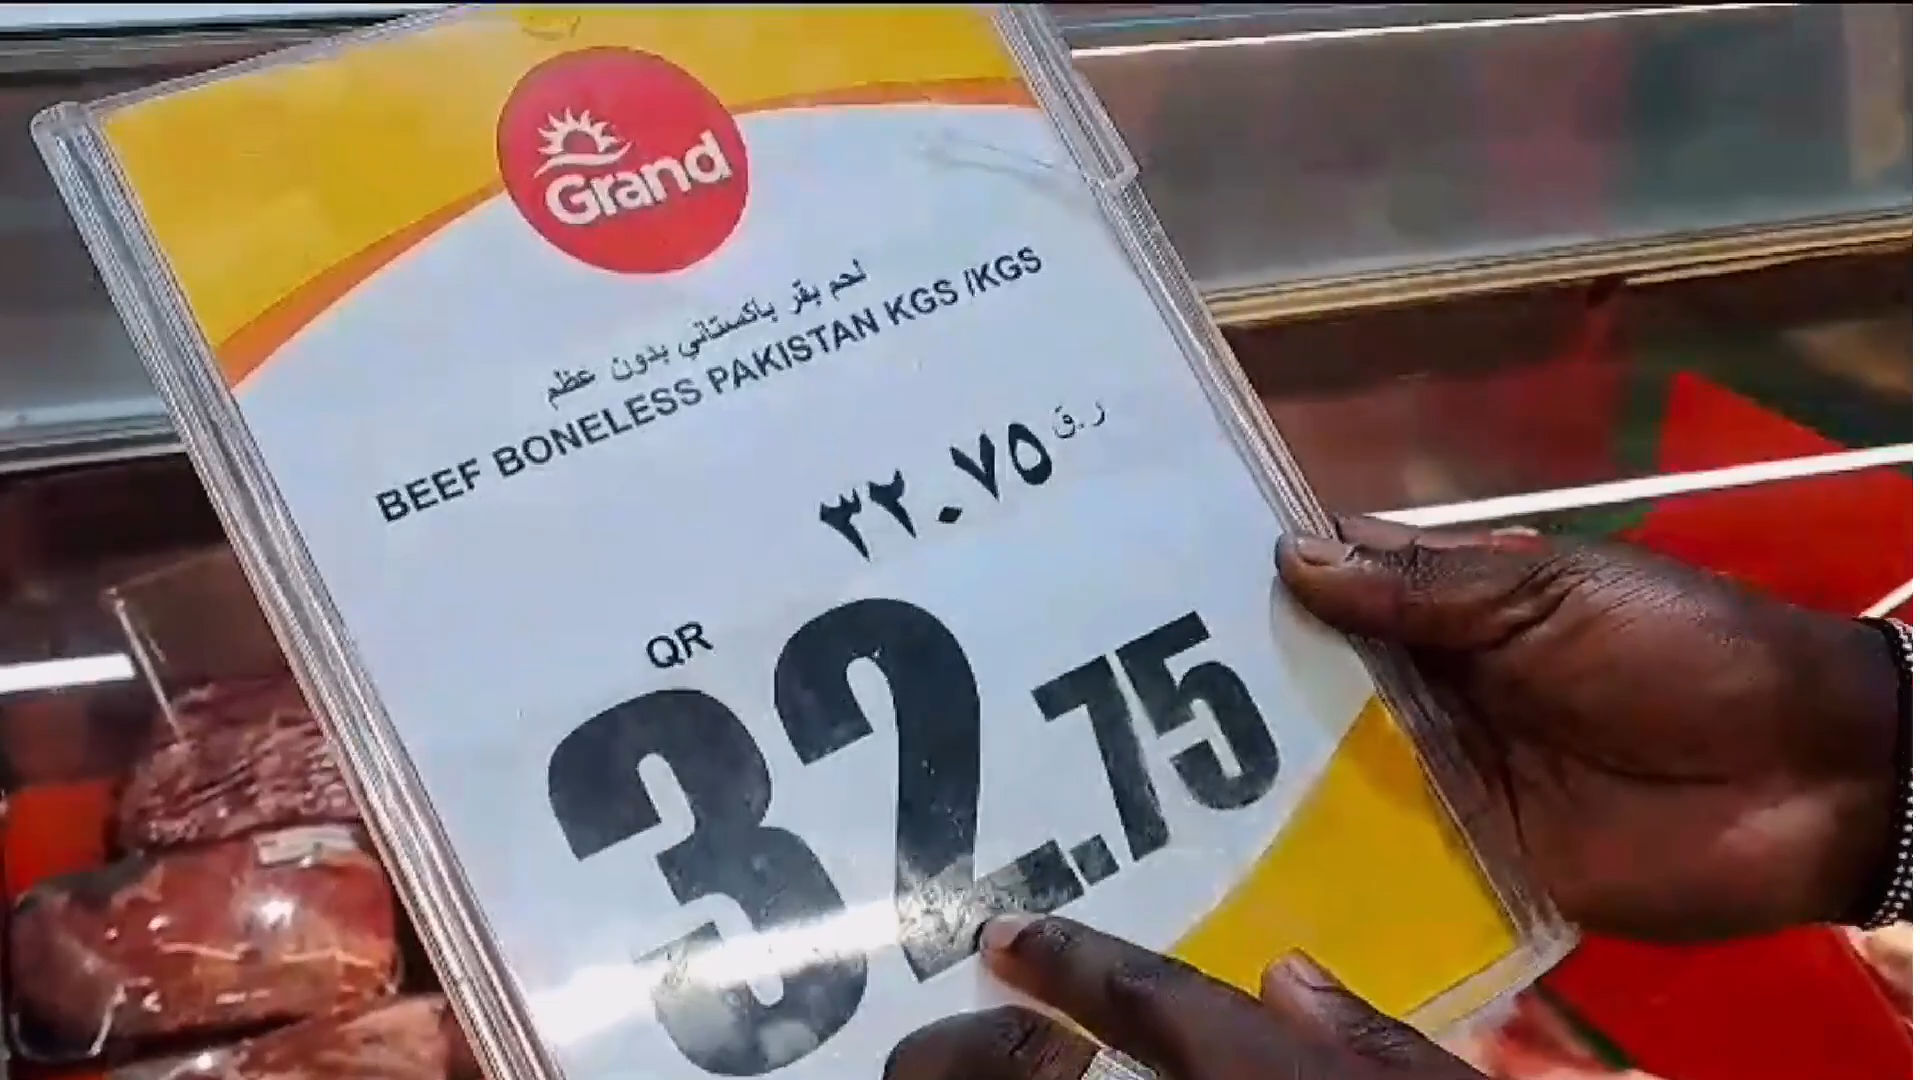 Grand
لحم بقر باكستاني بدون عظم
BEEF BONELESS PAKISTAN KGS /KGS
ر.ق ٣٢.٧٥
QR
32.75